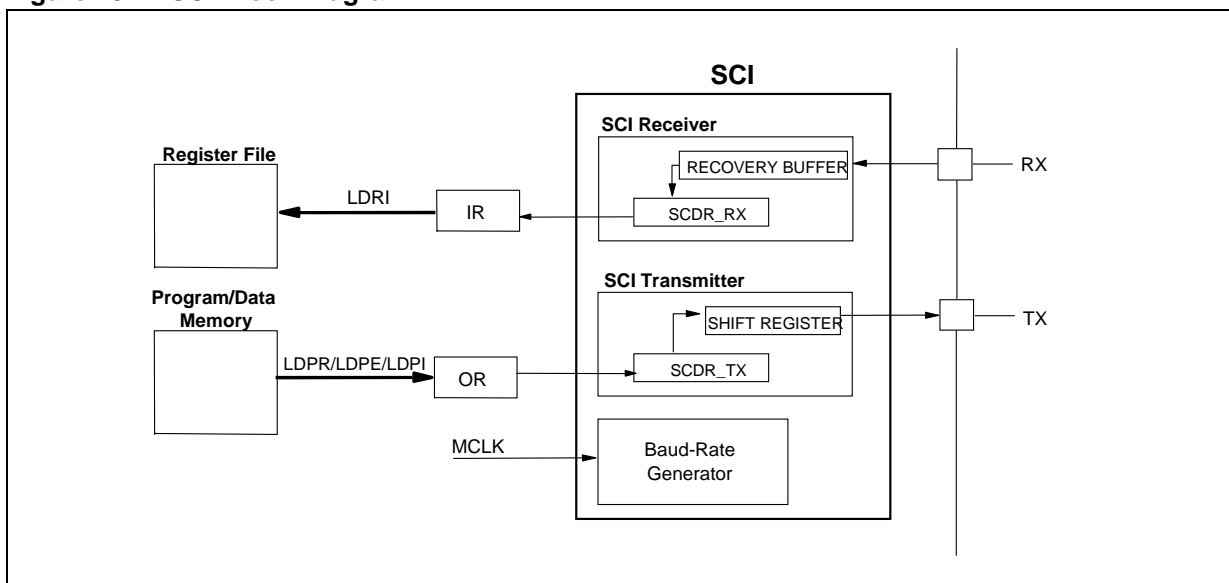 SCI
SCI Receiver
RECOVERY BUFFER
SCDR_RX
RX
Register File
LDRI
IR
SCI Transmitter
SHIFT REGISTER
SCDR_TX
TX
Program/Data
Memory
LDPR/LDPE/LDPI
OR
MCLK
Baud-Rate
Generator